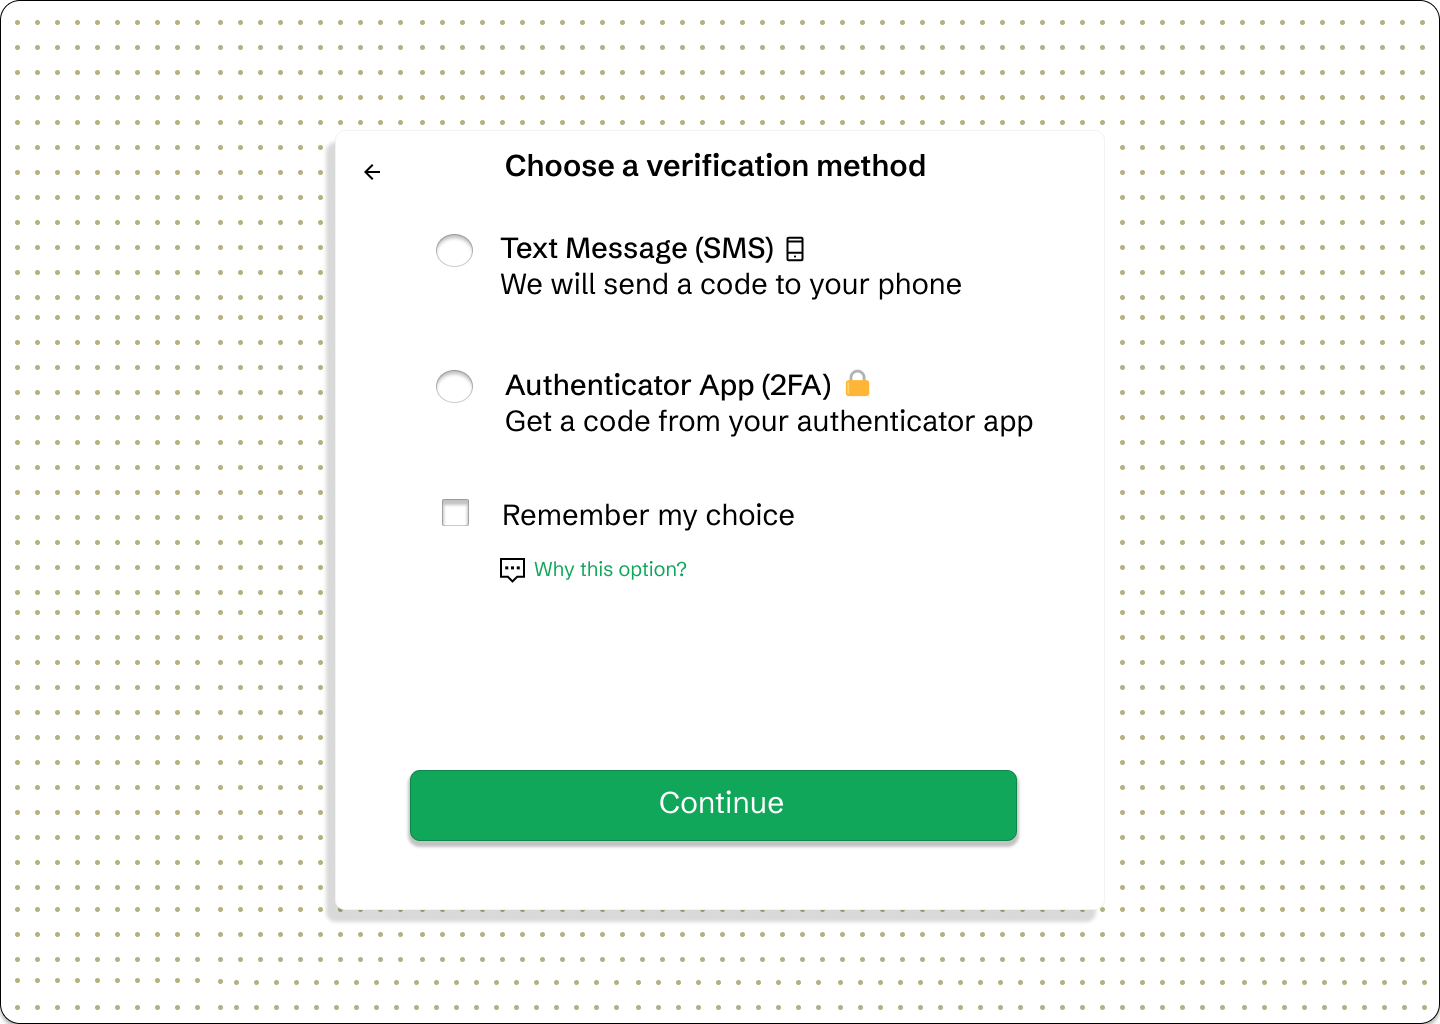 Choose a verification method
Text Message (SMS)
We will send a code to your phone
Authenticator App (2FA)
Get a code from your authenticator app
Remember my choice
Why this option?
Continue